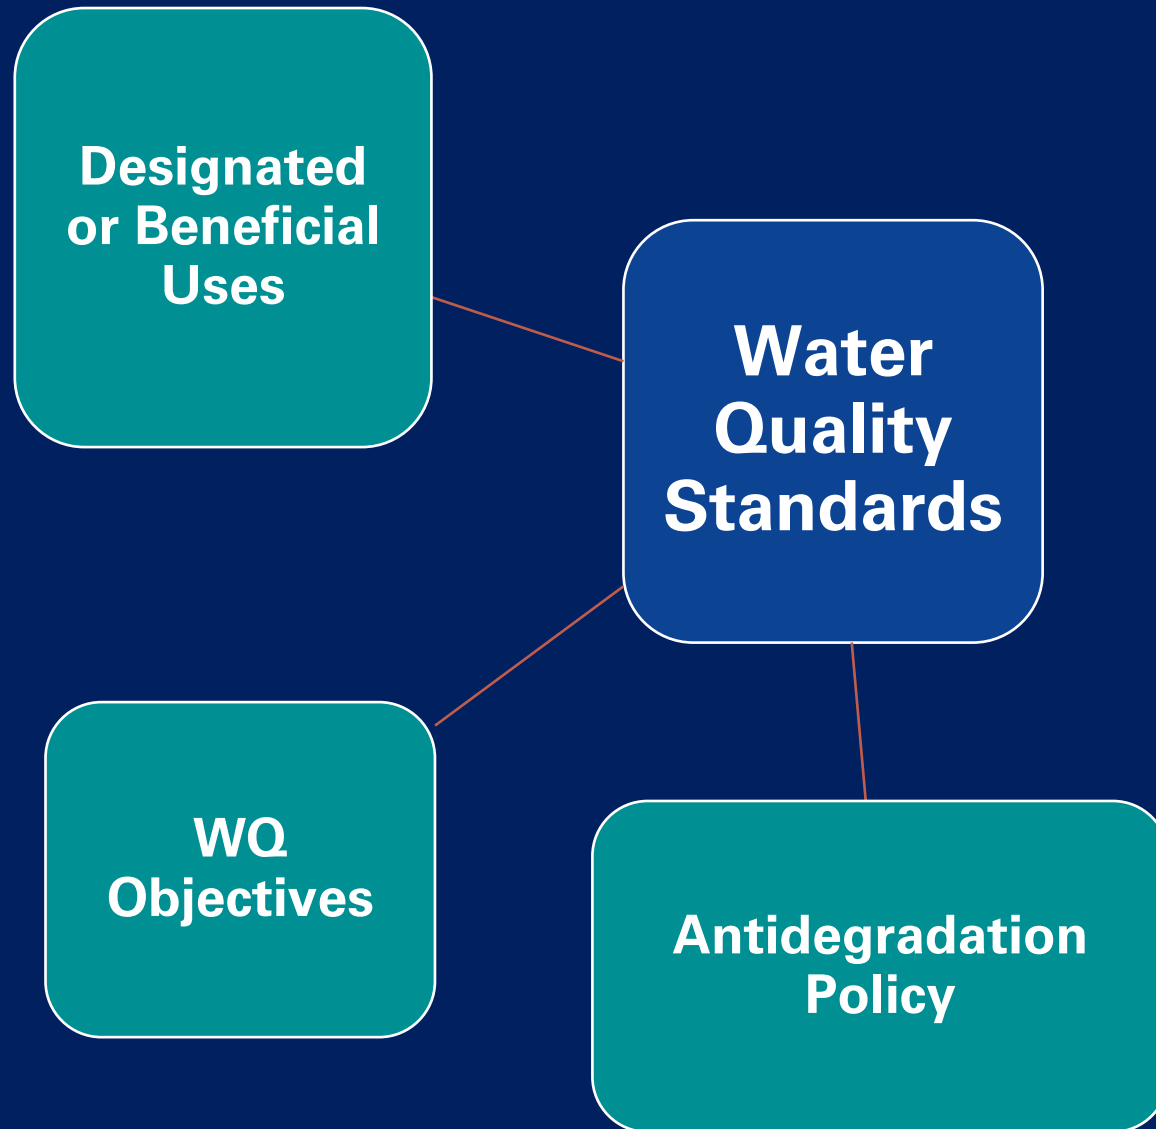 Designated
or Beneficial
Uses
Water
Quality
Standards
WQ
Objectives
Antidegradation
Policy